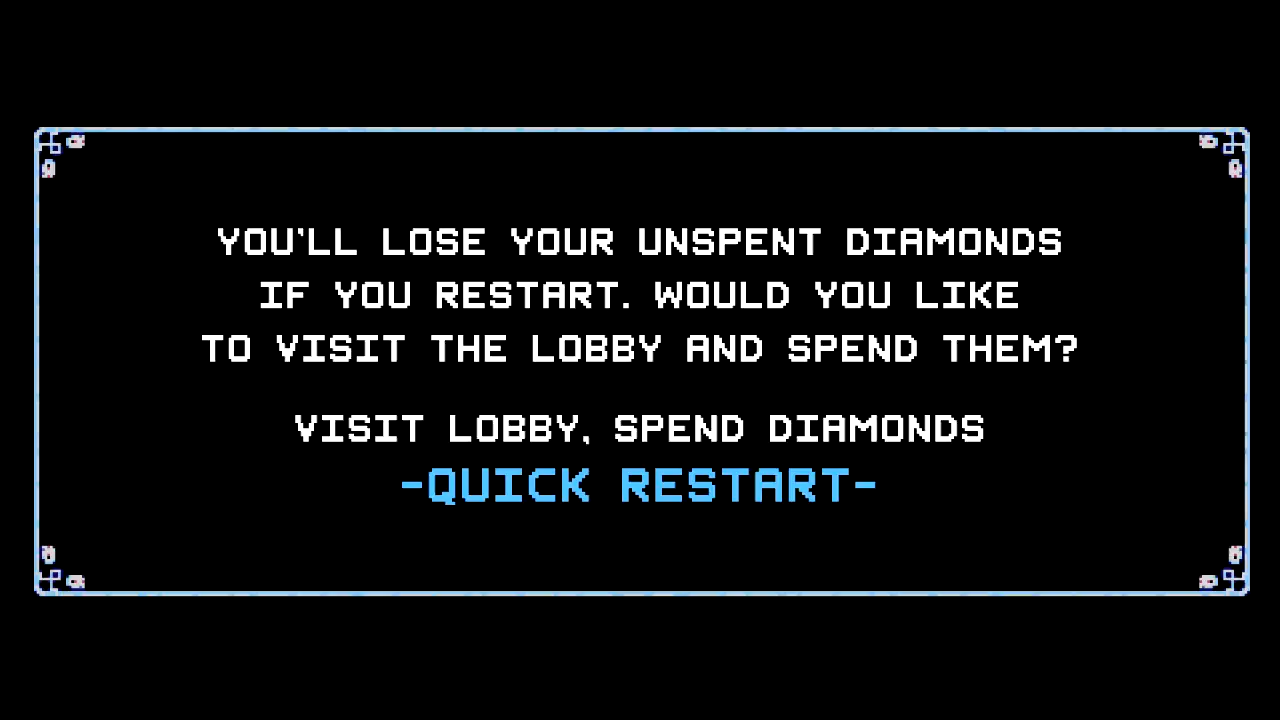 YOU'LL LOSE YOUR UNSPENT DIAMONDS
IF YOU RESTART. WOULD YOU LIKE
TO VISIT THE LOBBY AND SPEND THEM?
VISIT LOBBY, SPEND DIAMONDS
-QUICK RESTART-